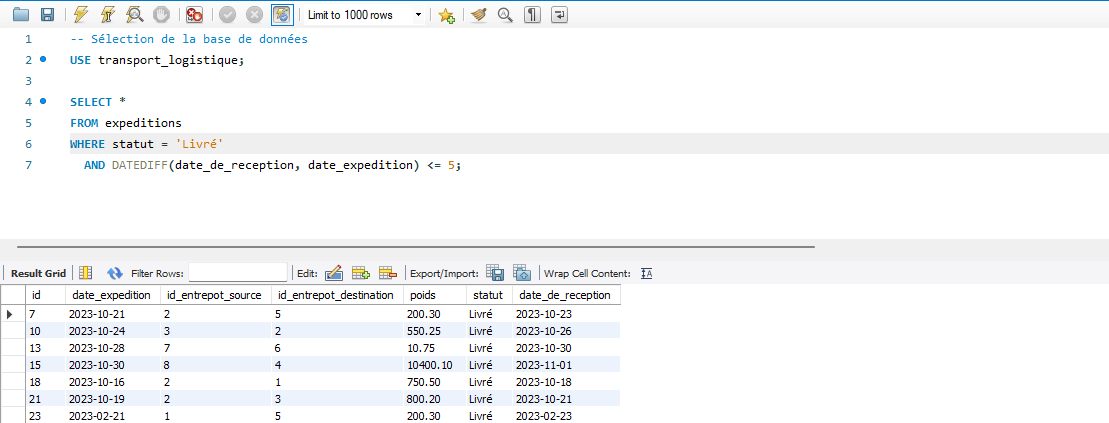 Limit to 1000 rows
1 -- Sélection de la base de données
2 USE transport_logistique;
3
4 SELECT *
5 FROM expeditions
6 WHERE statut = 'Livré'
7 AND DATEDIFF(date_de_reception, date_expedition) <= 5;
Result Grid Filter Rows: Edit: Export/Import: Wrap Cell Content: IA
id date_expedition id_entrepot_source id_entrepot_destination poids statut date_de_reception
7 2023-10-21 2 5 200.30 Livré 2023-10-23
10 2023-10-24 3 2 550.25 Livré 2023-10-26
13 2023-10-28 7 6 10.75 Livré 2023-10-30
15 2023-10-30 8 4 10400.10 Livré 2023-11-01
18 2023-10-16 2 1 750.50 Livré 2023-10-18
21 2023-10-19 2 3 800.20 Livré 2023-10-21
23 2023-02-21 1 5 200.30 Livré 2023-02-23